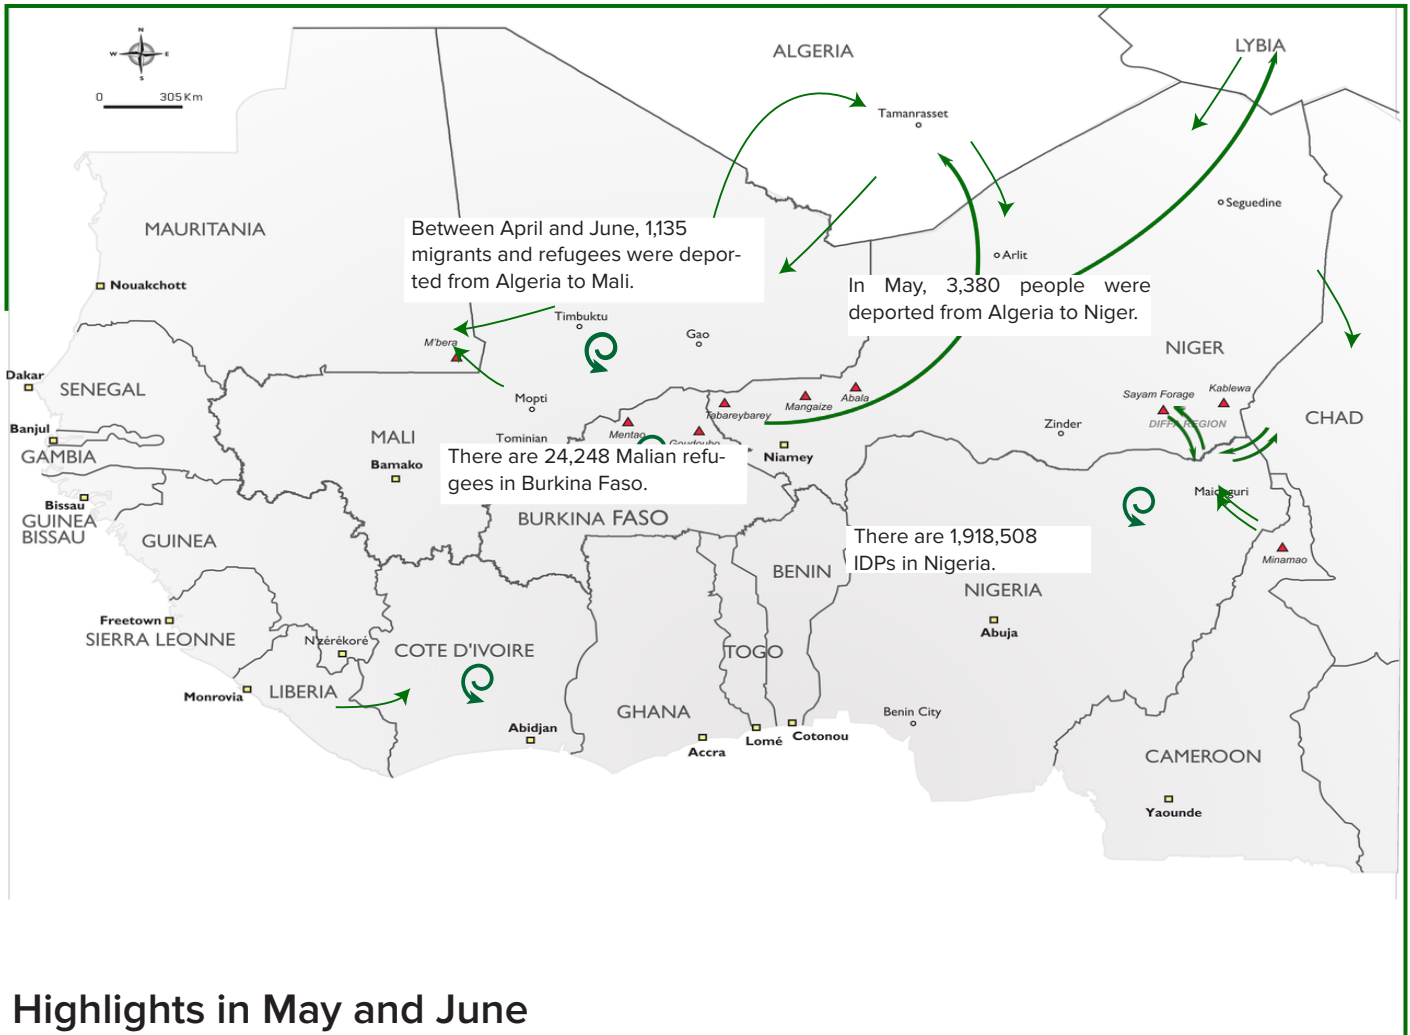 N
W E
S
0 305 Km
ALGERIA
LYBIA
Tamanrasset
Seguedine
MAURITANIA
Between April and June, 1,135
migrants and refugees were depor-
ted from Algeria to Mali.
Arlit
Nouakchott
In May, 3,380 people were
deported from Algeria to Niger.
Timbuktu
Gao
M'bera
NIGER
Dakar
SENEGAL
Mopti
Tabareybarey
Mangaize
Abala
Sayam Forage
Kablewa
DIFFA REGION
CHAD
Banjul
GAMBIA
MALI
Tominian
Mentao
Goudoubo
Zinder
Niamey
Bamako
There are 24,248 Malian refu-
gees in Burkina Faso.
Bissau
GUINEA
BISSAU
BURKINA FASO
GUINEA
There are 1,918,508
IDPs in Nigeria.
BENIN
Minamao
NIGERIA
Abuja
Freetown
SIERRA LEONNE
N'zérékoré
COTE D'IVOIRE
TOGO
Monrovia
LIBERIA
GHANA
Benin City
Abidjan
Accra
Lomé
Cotonou
CAMEROON
Yaounde
Highlights in May and June